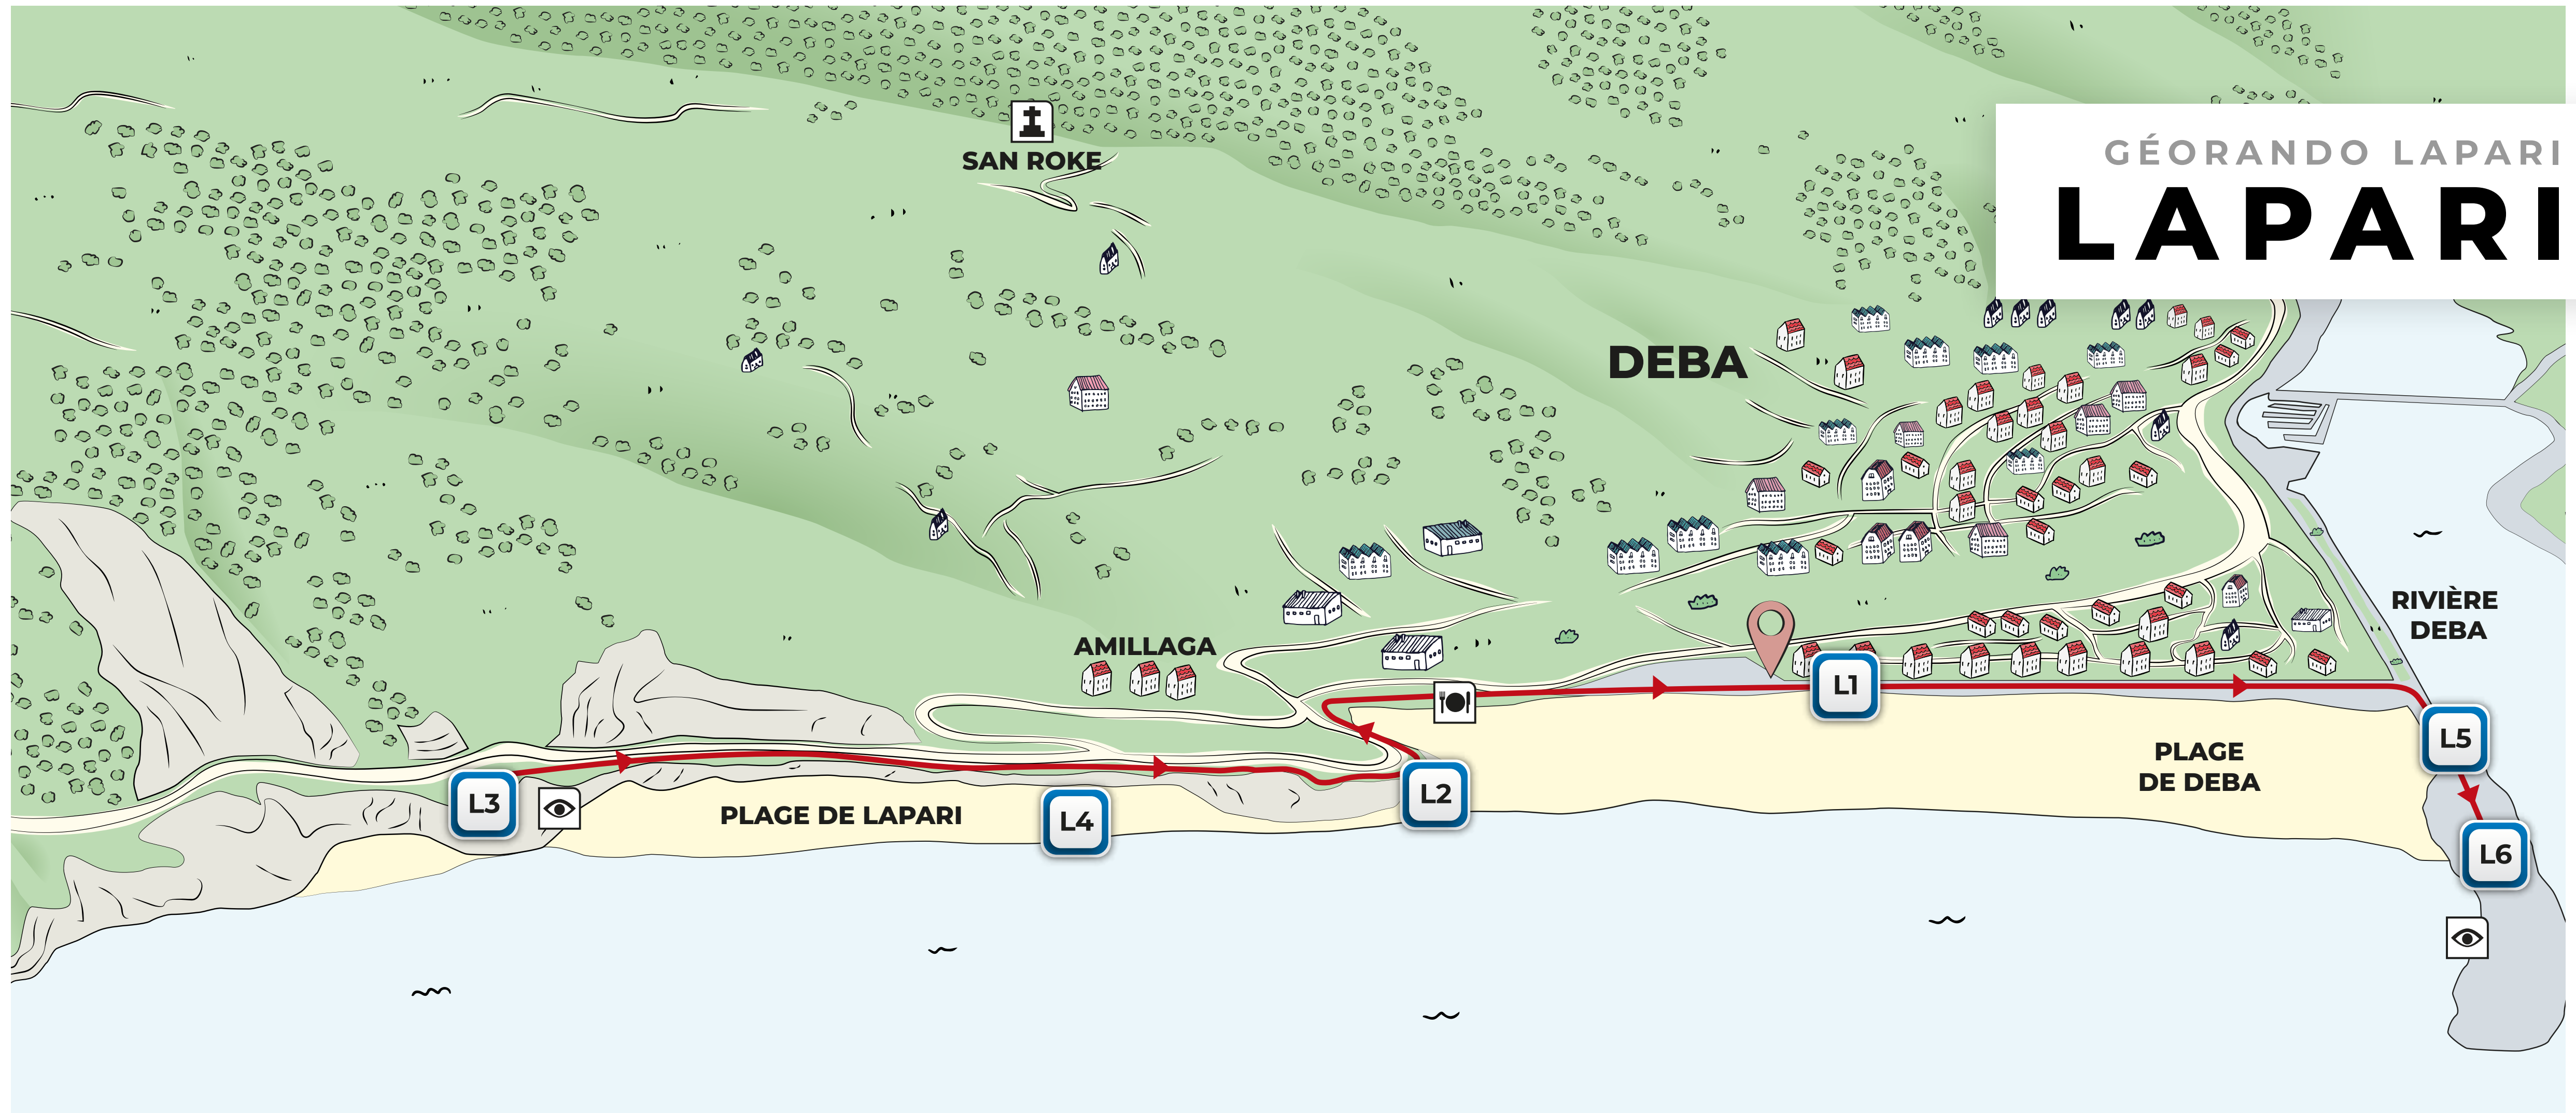 SAN ROKE
GÉORANDO LAPARI
LAPARI
DEBA
RIVIÈRE
DEBA
AMILLAGA
L1
L5
PLAGE
DE DEBA
L3
PLAGE DE LAPARI
L4
L2
L6